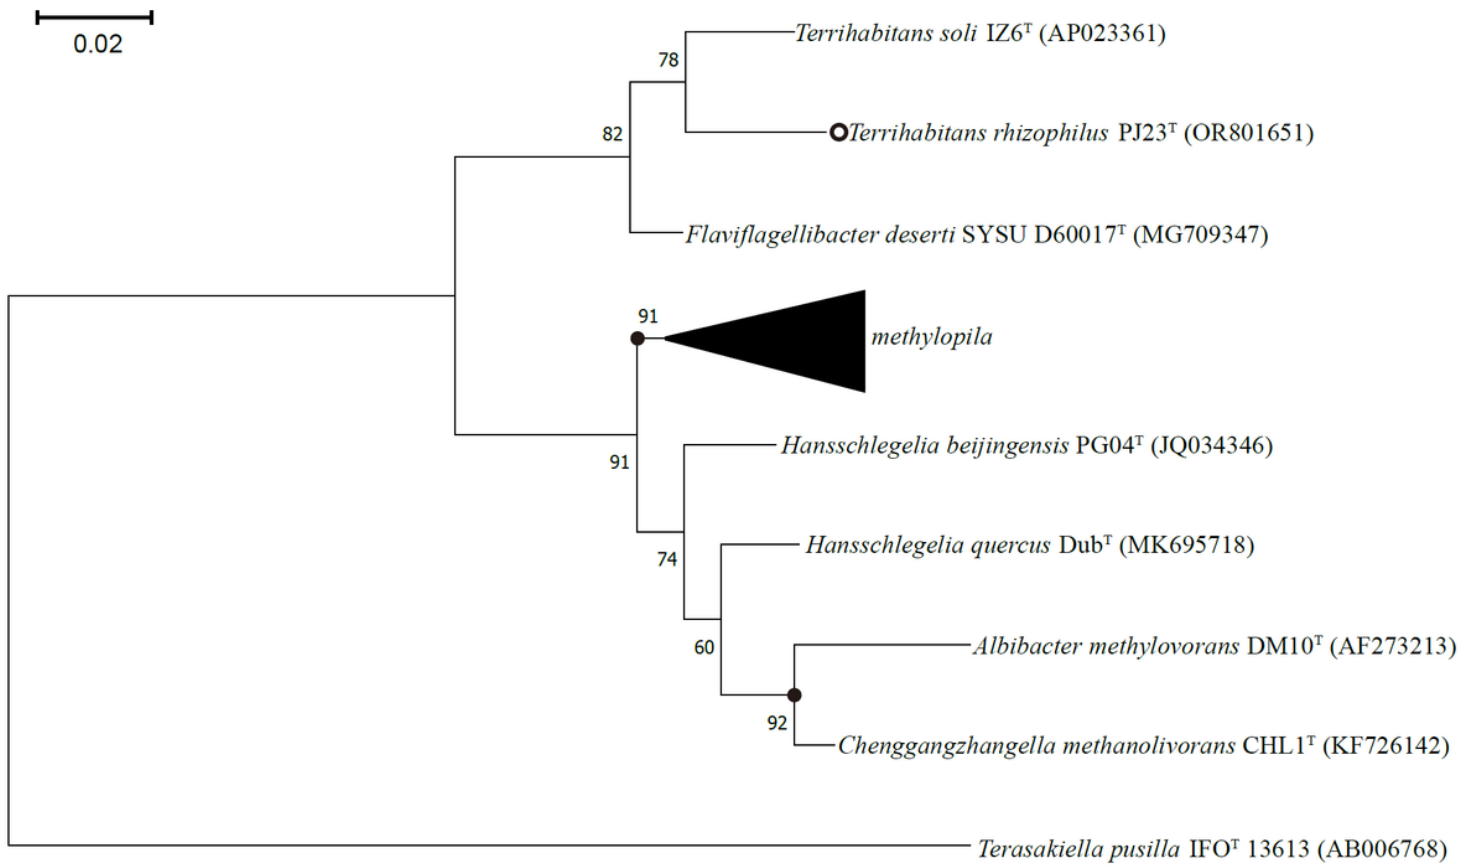 0.02
Terrihabitans soli IZ6ᵀ (AP023361)
78
82
Terrihabitans rhizophilus PJ23ᵀ (OR801651)
Flaviflagellibacter deserti SYSU D60017ᵀ (MG709347)
91
methylopila
91
Hansschlegelia beijingensis PG04ᵀ (JQ034346)
74
Hansschlegelia quercus Dubᵀ (MK695718)
60
Albibacter methylovorans DM10ᵀ (AF273213)
92
Chenggangzhangella methanolivorans CHL1ᵀ (KF726142)
Terasakiella pusilla IFOᵀ 13613 (AB006768)